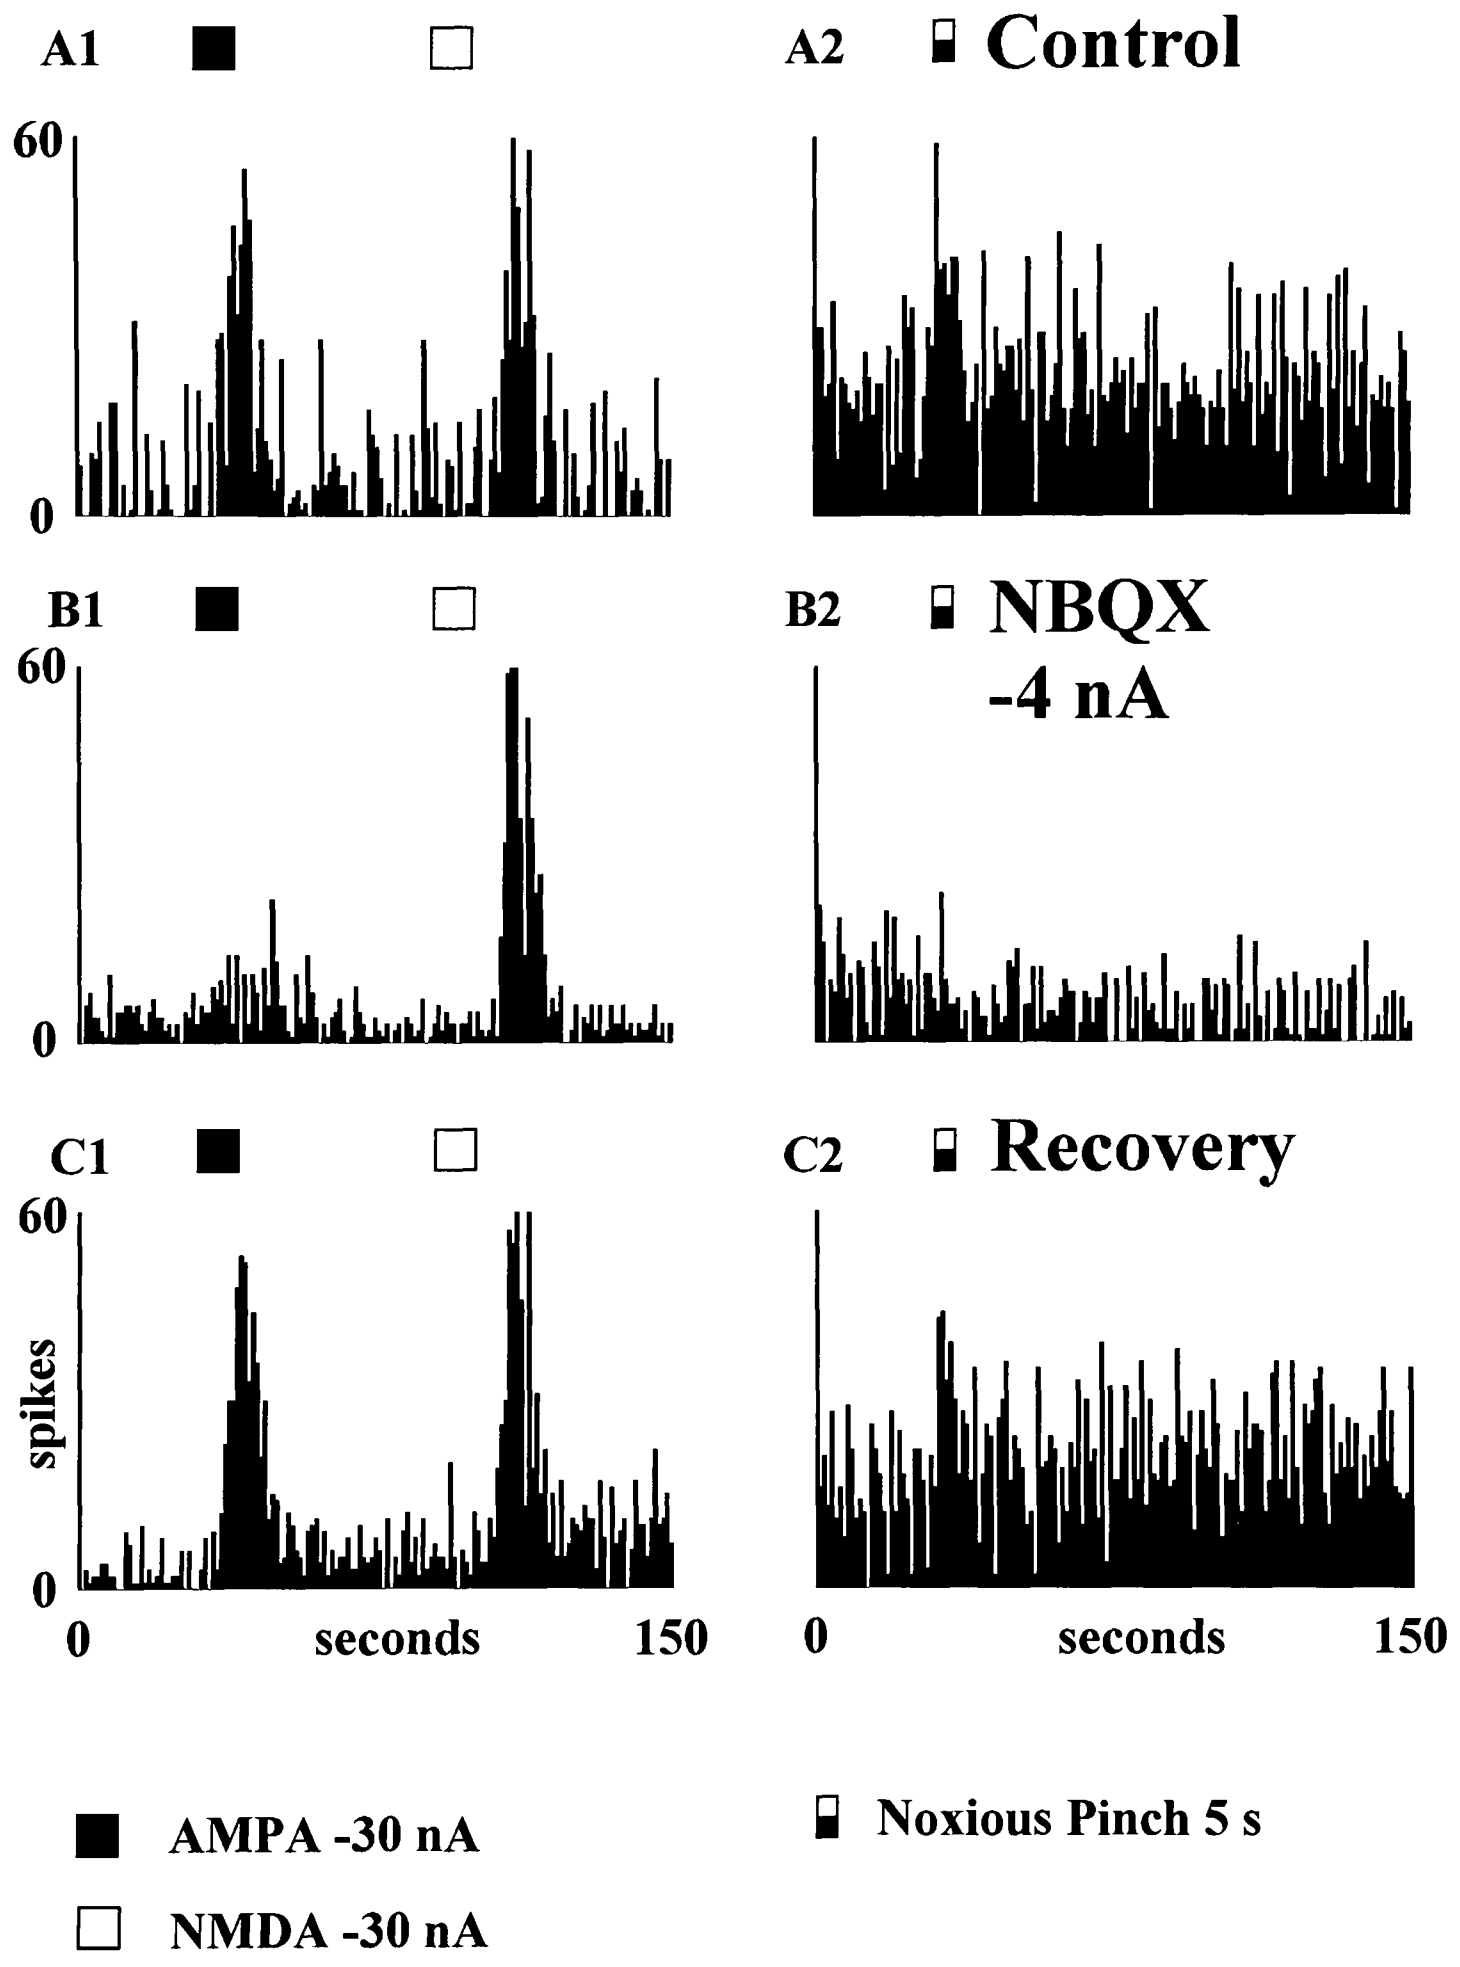 A1
A2 Control
60
0
B1
B2 NBQX
-4 nA
60
0
C1
C2 Recovery
60
spikes
0
0 seconds 150
0 seconds 150
AMPA -30 nA
Noxious Pinch 5 s
NMDA -30 nA